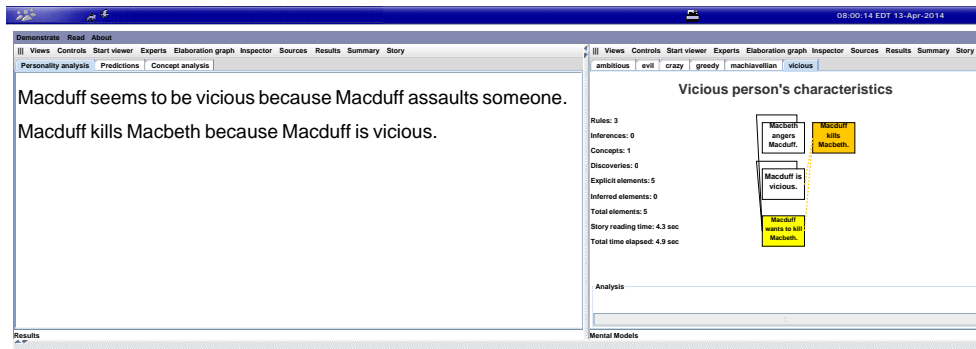 08:00:14 EDT 13-Apr-2014
Demonstrate Read About
||| Views Controls Start viewer Experts Elaboration graph Inspector Sources Results Summary Story
Personality analysis Predictions Concept analysis
Macduff seems to be vicious because Macduff assaults someone.
Macduff kills Macbeth because Macduff is vicious.
Results
||| Views Controls Start viewer Experts Elaboration graph Inspector Sources Results Summary Story
ambitious evil crazy greedy machiavellian vicious
Vicious person's characteristics
Rules: 3
Inferences: 0
Concepts: 1
Discoveries: 0
Explicit elements: 5
Inferred elements: 0
Total elements: 5
Story reading time: 4.3 sec
Total time elapsed: 4.9 sec
Macbeth
angers
Macduff.
Macduff
kills
Macbeth.
Macduff is
vicious.
Macduff
wants to kill
Macbeth.
Analysis
Mental Models